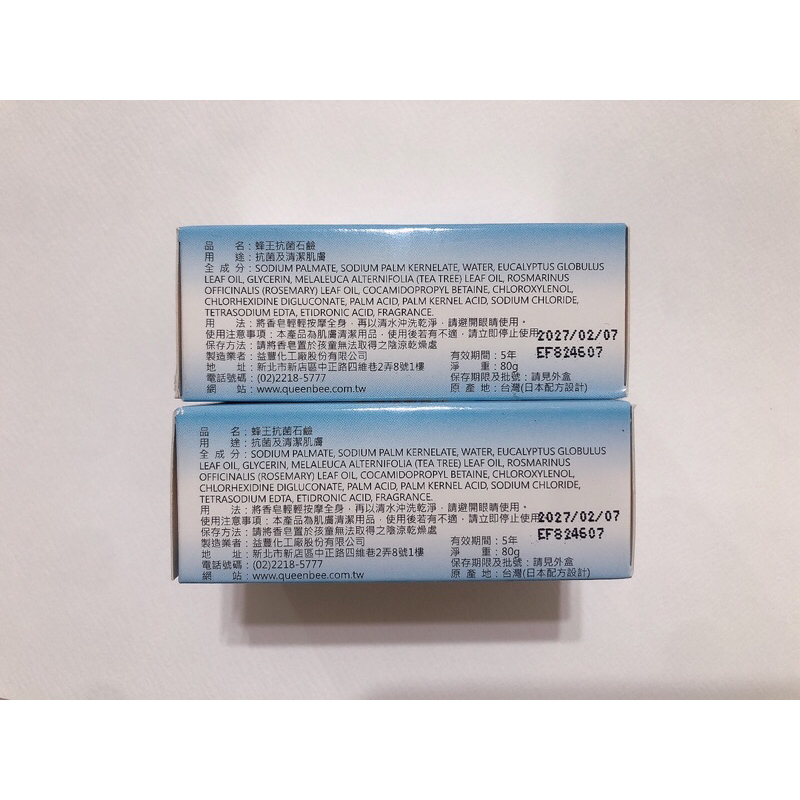 品　　名：蜂王抗菌石鹼
用　　途：抗菌及清潔肌膚
全 成 分：SODIUM PALMATE, SODIUM PALM KERNELATE, WATER, EUCALYPTUS GLOBULUS
LEAF OIL, GLYCERIN, MELALEUCA ALTERNIFOLIA (TEA TREE) LEAF OIL, ROSMARINUS
OFFICINALIS (ROSEMARY) LEAF OIL, COCAMIDOPROPYL BETAINE, CHLOROXYLENOL,
CHLORHEXIDINE DIGLUCONATE, PALM ACID, PALM KERNEL ACID, SODIUM CHLORIDE,
TETRASODIUM EDTA, ETIDRONIC ACID, FRAGRANCE.
用　　法：將香皂輕輕按摩全身，再以清水沖洗乾淨，請避開眼睛使用。
使用注意事項：本產品為肌膚清潔用品，使用後若有不適，請立即停止使用
2027/02/07
保存方法：請將香皂置於孩童無法取得之陰涼乾燥處
EF824607
製造業者：益豐化工廠股份有限公司
有效期間：5年
地　　址：新北市新店區中正路四維巷2弄8號1樓
淨　　重：80g
電話號碼：(02)2218-5777
保存期限及批號：請見外盒
網　　站：www.queenbee.com.tw
原 產 地：台灣(日本配方設計)
品　　名：蜂王抗菌石鹼
用　　途：抗菌及清潔肌膚
全 成 分：SODIUM PALMATE, SODIUM PALM KERNELATE, WATER, EUCALYPTUS GLOBULUS
LEAF OIL, GLYCERIN, MELALEUCA ALTERNIFOLIA (TEA TREE) LEAF OIL, ROSMARINUS
OFFICINALIS (ROSEMARY) LEAF OIL, COCAMIDOPROPYL BETAINE, CHLOROXYLENOL,
CHLORHEXIDINE DIGLUCONATE, PALM ACID, PALM KERNEL ACID, SODIUM CHLORIDE,
TETRASODIUM EDTA, ETIDRONIC ACID, FRAGRANCE.
用　　法：將香皂輕輕按摩全身，再以清水沖洗乾淨，請避開眼睛使用。
使用注意事項：本產品為肌膚清潔用品，使用後若有不適，請立即停止使用
2027/02/07
保存方法：請將香皂置於孩童無法取得之陰涼乾燥處
EF824607
製造業者：益豐化工廠股份有限公司
有效期間：5年
地　　址：新北市新店區中正路四維巷2弄8號1樓
淨　　重：80g
電話號碼：(02)2218-5777
保存期限及批號：請見外盒
網　　站：www.queenbee.com.tw
原 產 地：台灣(日本配方設計)